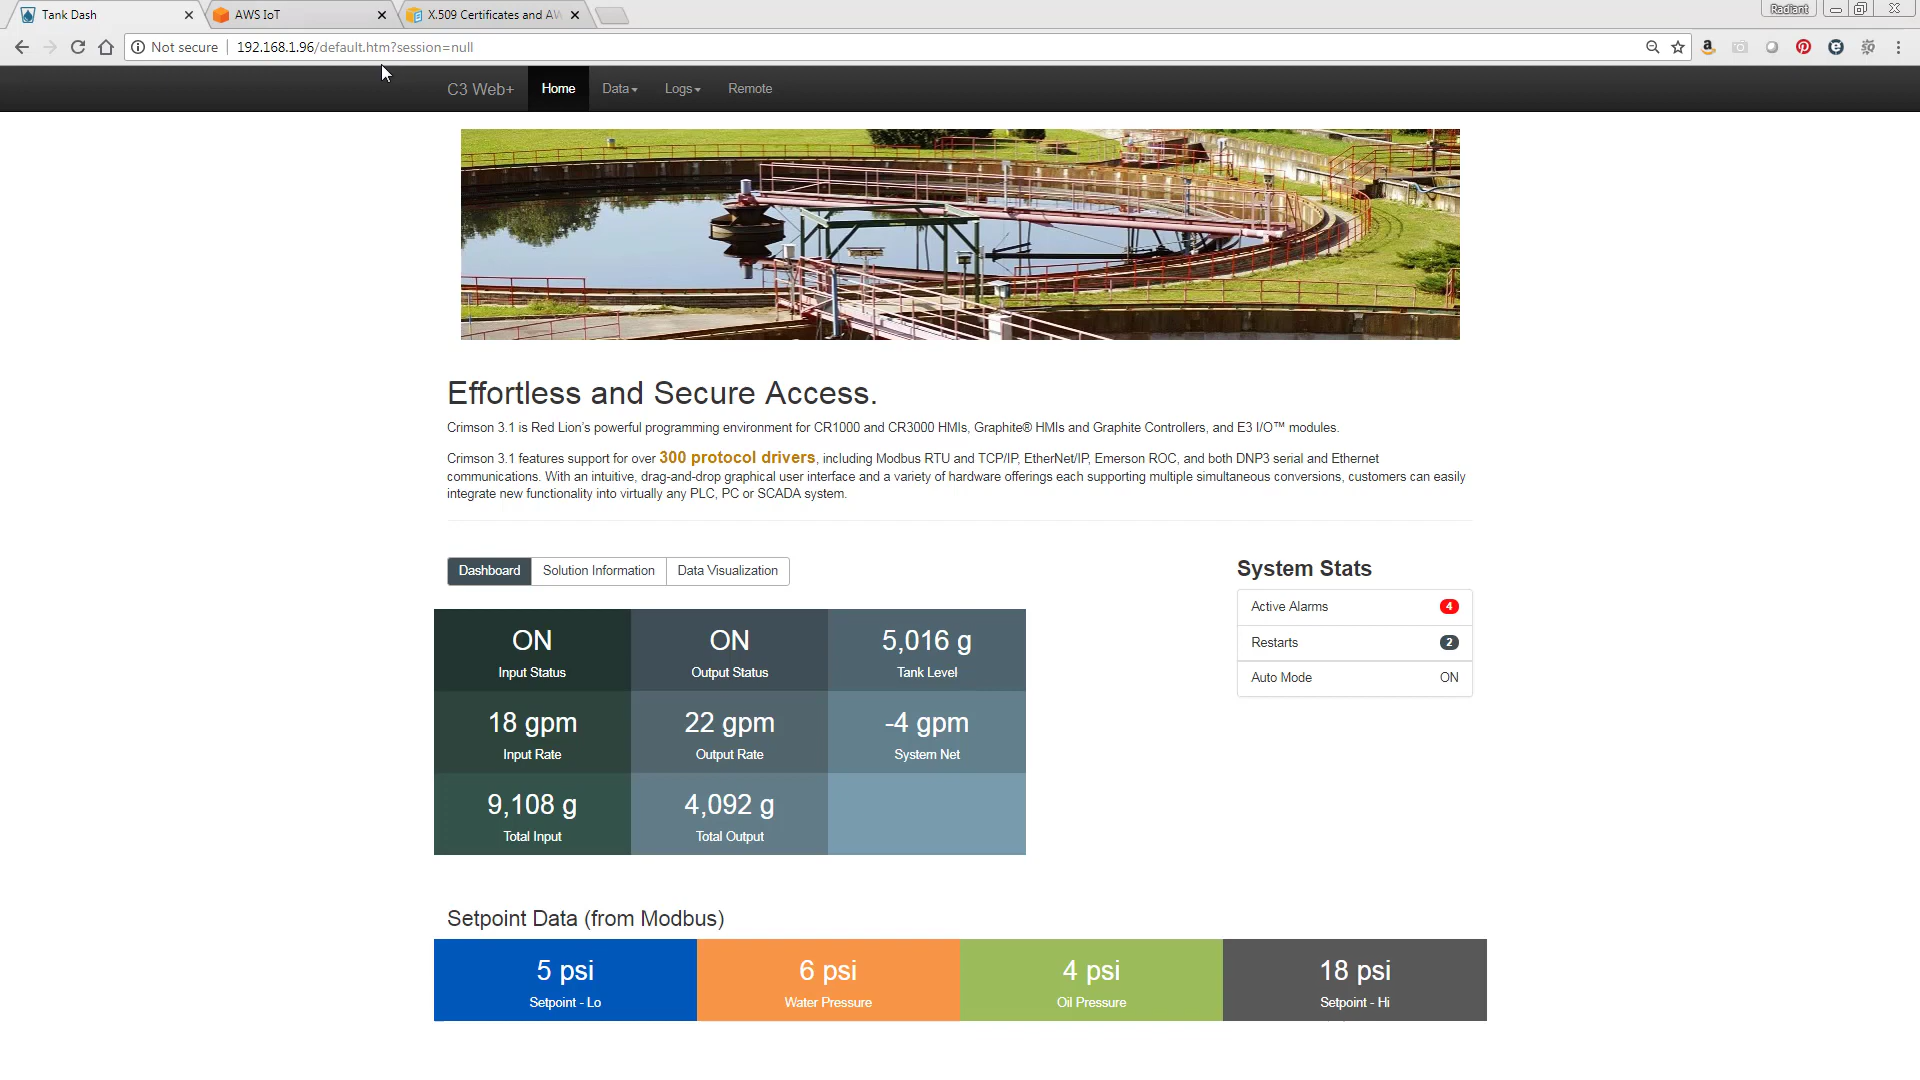 Tank Dash
AWS IoT
X.509 Certificates and AW
Radiant
Not secure
192.168.1.96/default.htm?session=null
C3 Web+
Home
Data
Logs
Remote
Effortless and Secure Access.
Crimson 3.1 is Red Lion’s powerful programming environment for CR1000 and CR3000 HMIs, Graphite® HMIs and Graphite Controllers, and E3 I/O™ modules.
Crimson 3.1 features support for over 300 protocol drivers, including Modbus RTU and TCP/IP, EtherNet/IP, Emerson ROC, and both DNP3 serial and Ethernet
communications. With an intuitive, drag-and-drop graphical user interface and a variety of hardware offerings each supporting multiple simultaneous conversions, customers can easily
integrate new functionality into virtually any PLC, PC or SCADA system.
Dashboard
Solution Information
Data Visualization
System Stats
Active Alarms 4
Restarts 2
Auto Mode ON
ON ON 5,016 g
Input Status Output Status Tank Level
18 gpm 22 gpm -4 gpm
Input Rate Output Rate System Net
9,108 g 4,092 g
Total Input Total Output
Setpoint Data (from Modbus)
5 psi 6 psi 4 psi 18 psi
Setpoint - Lo Water Pressure Oil Pressure Setpoint - Hi